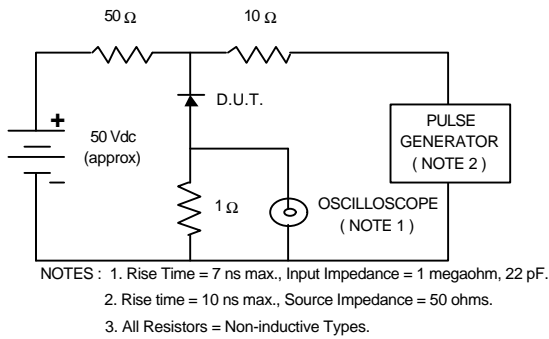 50 Ω 10 Ω
D.U.T.
+
50 Vdc
(approx)
−
PULSE
GENERATOR
( NOTE 2 )
1 Ω
OSCILLOSCOPE
( NOTE 1 )
NOTES : 1. Rise Time = 7 ns max., Input Impedance = 1 megaohm, 22 pF.
2. Rise time = 10 ns max., Source Impedance = 50 ohms.
3. All Resistors = Non-inductive Types.